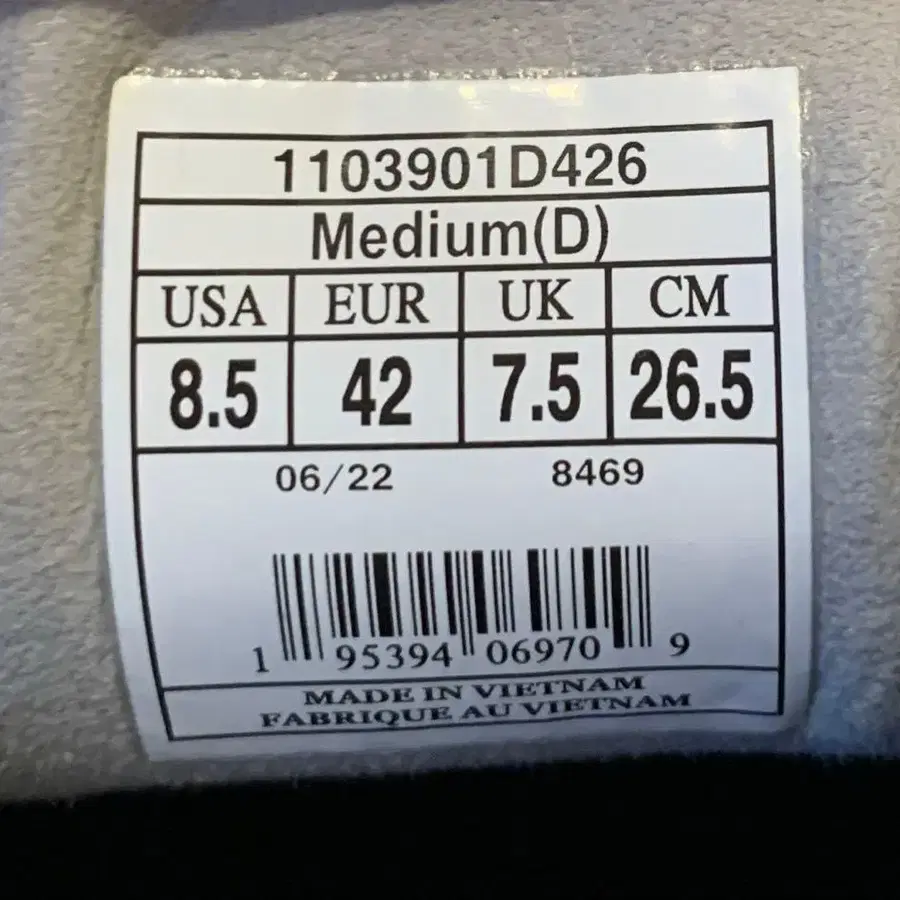 1103901D426
Medium(D)
USA EUR UK CM
8.5 42 7.5 26.5
06/22 8469
1 95394 06970 9
MADE IN VIETNAM
FABRIQUE AU VIETNAM